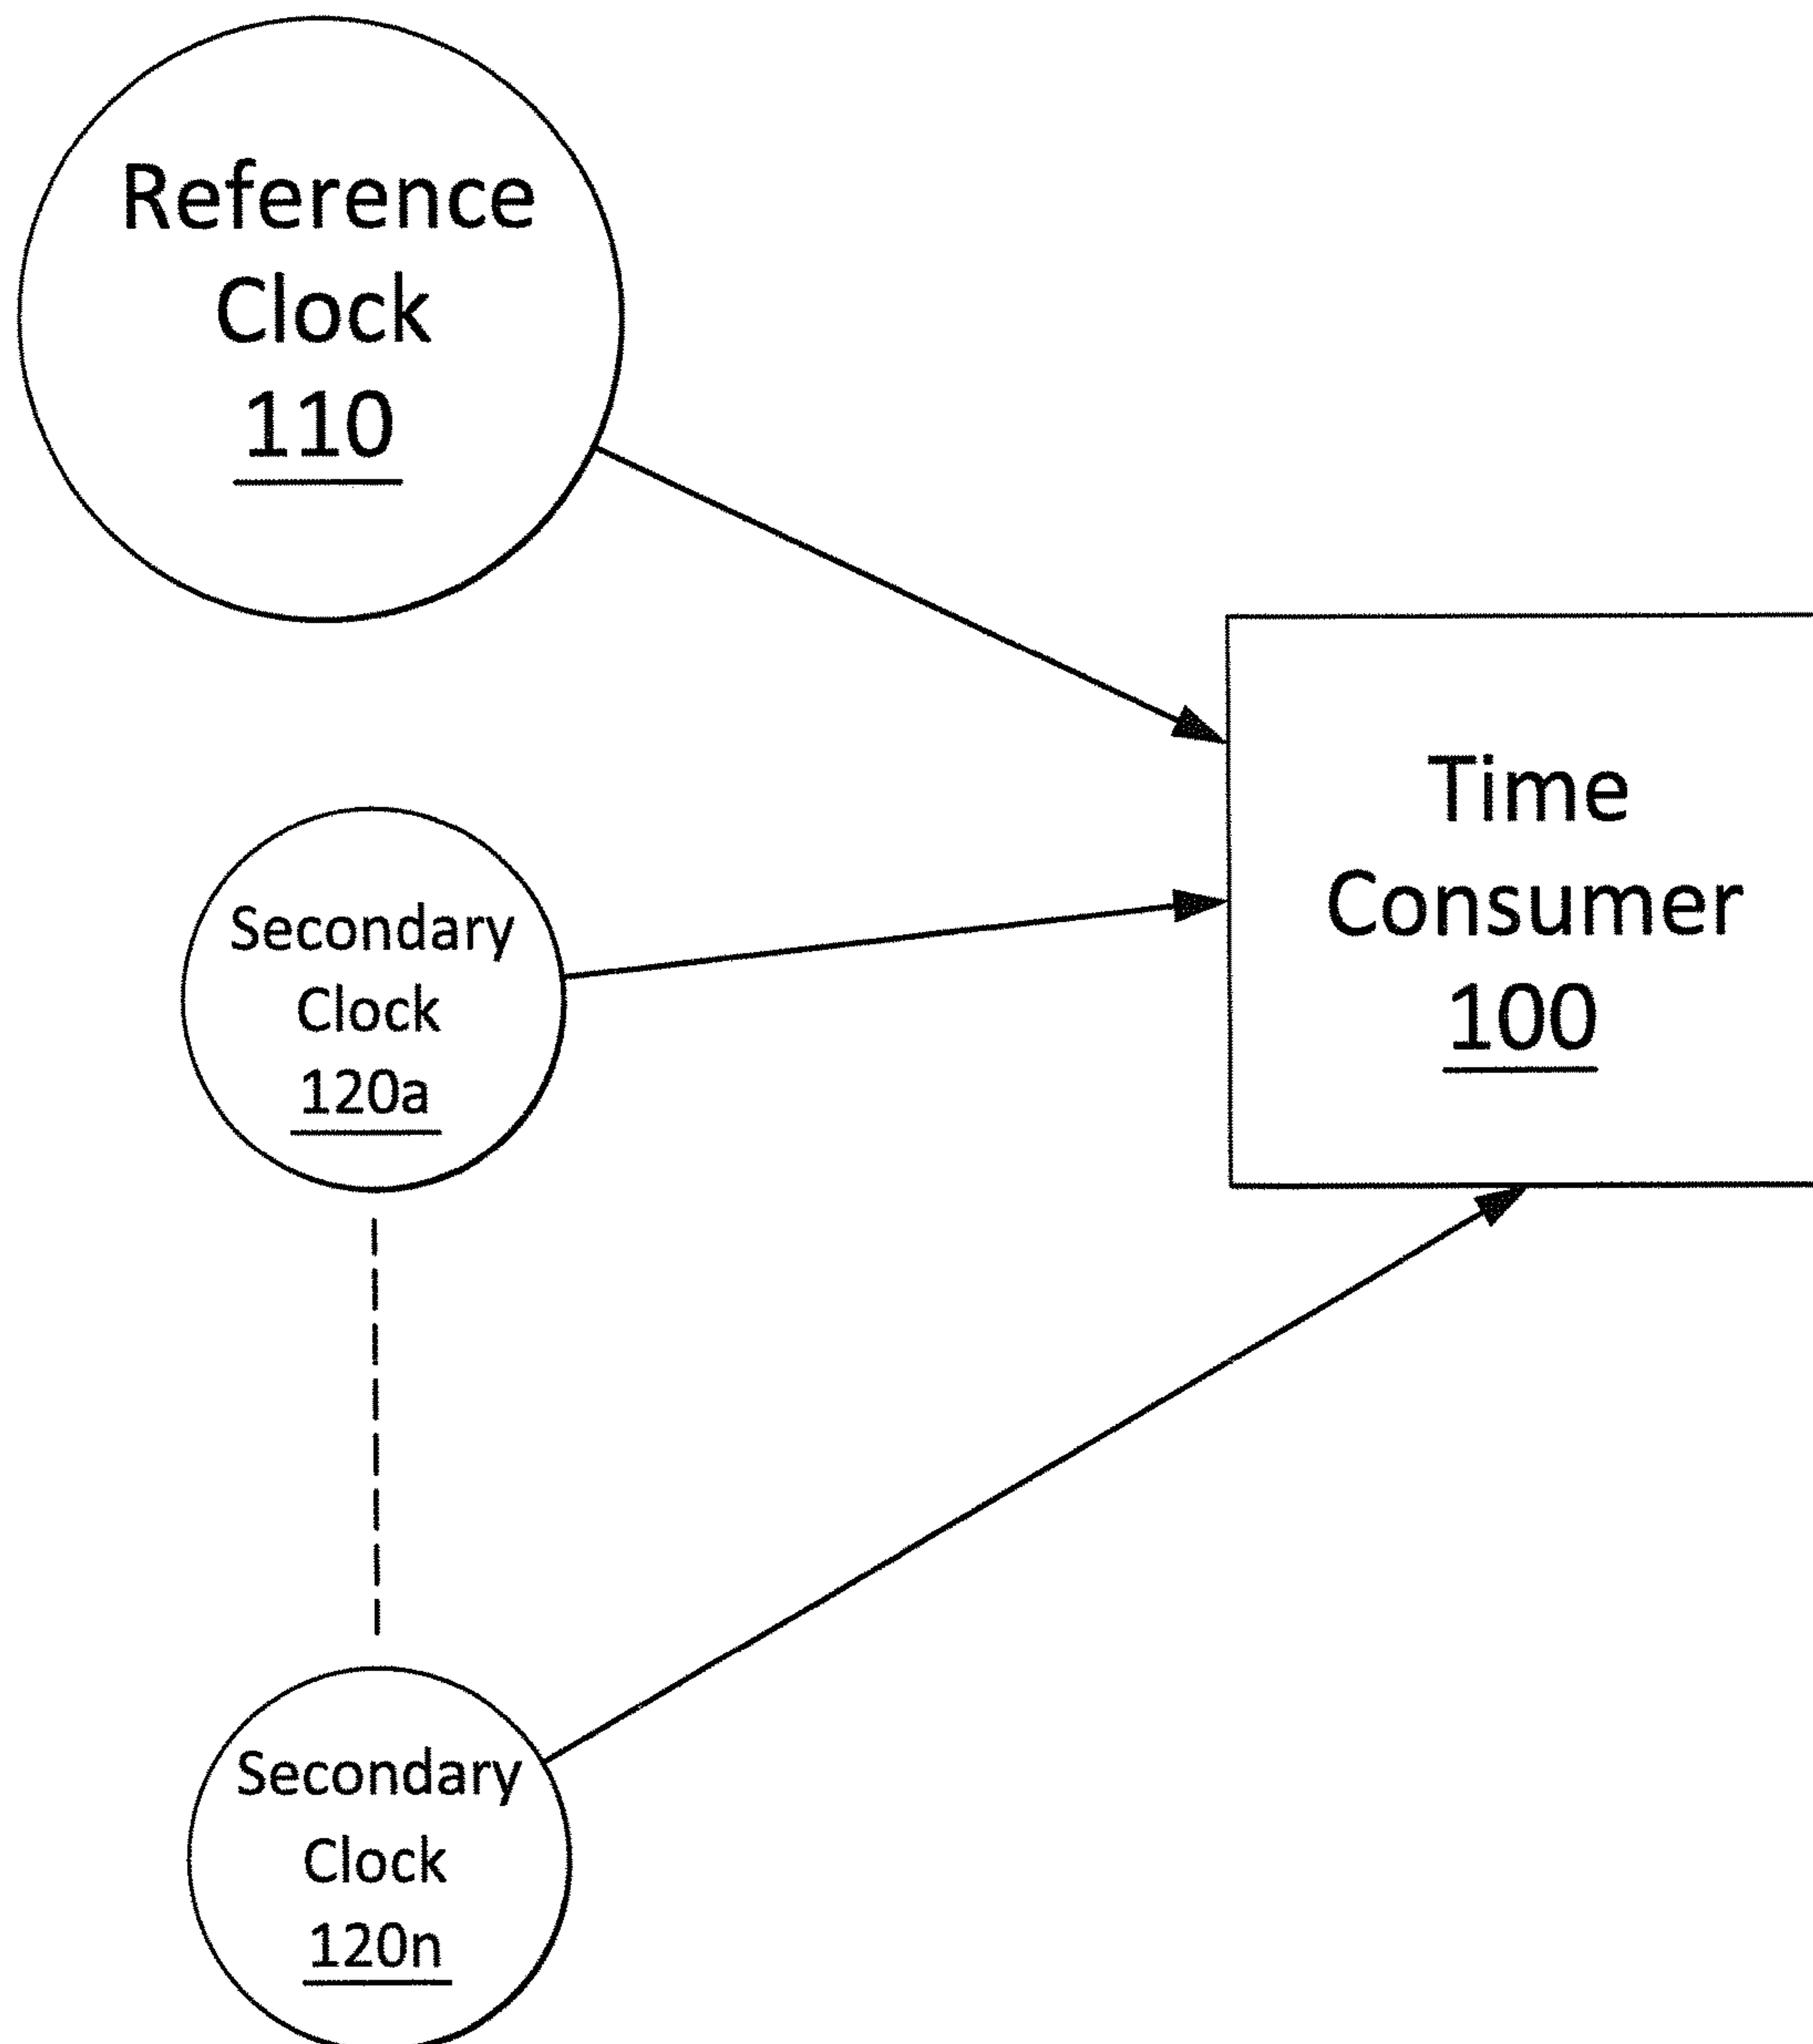 Reference
Clock
110
Secondary
Clock
120a
Secondary
Clock
120n
Time
Consumer
100